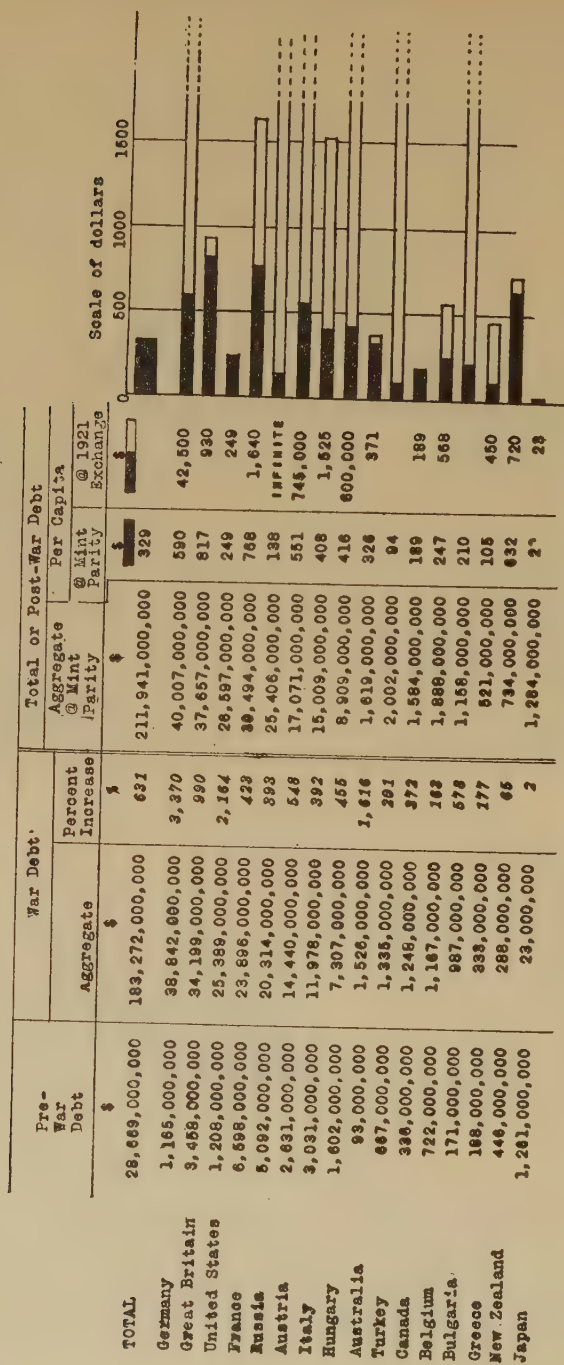 Pre-
War
Debt
War Debt
Aggregate
Percent
Increase
Total or Post-War Debt
Aggregate
@ Mint
Parity
Per Capita
@ Mint
Parity
@ 1921
Exchange
Scale of dollars
0 500 1000 1500
$ $ % $ $ $
TOTAL 28,669,000,000 183,272,000,000 631 211,941,000,000 329
Germany 1,165,000,000 38,842,000,000 3,370 40,007,000,000 590 42,500
Great Britain 3,458,000,000 34,199,000,000 990 37,657,000,000 817 930
United States 1,208,000,000 25,389,000,000 2,164 26,597,000,000 249 249
France 6,598,000,000 23,896,000,000 423 30,494,000,000 768 1,640
Russia 5,092,000,000 20,314,000,000 393 25,406,000,000 138 INFINITE
Austria 2,631,000,000 14,440,000,000 548 17,071,000,000 551 745,000
Italy 3,031,000,000 11,978,000,000 392 15,009,000,000 408 1,525
Hungary 1,602,000,000 7,307,000,000 455 8,909,000,000 416 600,000
Australia 93,000,000 1,526,000,000 1,616 1,619,000,000 326 371
Turkey 667,000,000 1,335,000,000 201 2,002,000,000 94
Canada 336,000,000 1,248,000,000 372 1,584,000,000 189 189
Belgium 722,000,000 1,167,000,000 163 1,889,000,000 247 568
Bulgaria 171,000,000 987,000,000 578 1,158,000,000 210
Greece 188,000,000 333,000,000 177 521,000,000 105 450
New Zealand 446,000,000 288,000,000 65 734,000,000 632 720
Japan 1,261,000,000 23,000,000 2 1,284,000,000